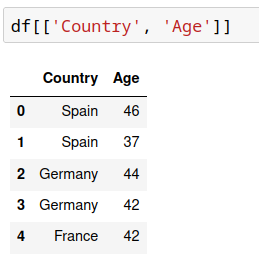 df[['Country', 'Age']]
Country Age
0 Spain 46
1 Spain 37
2 Germany 44
3 Germany 42
4 France 42